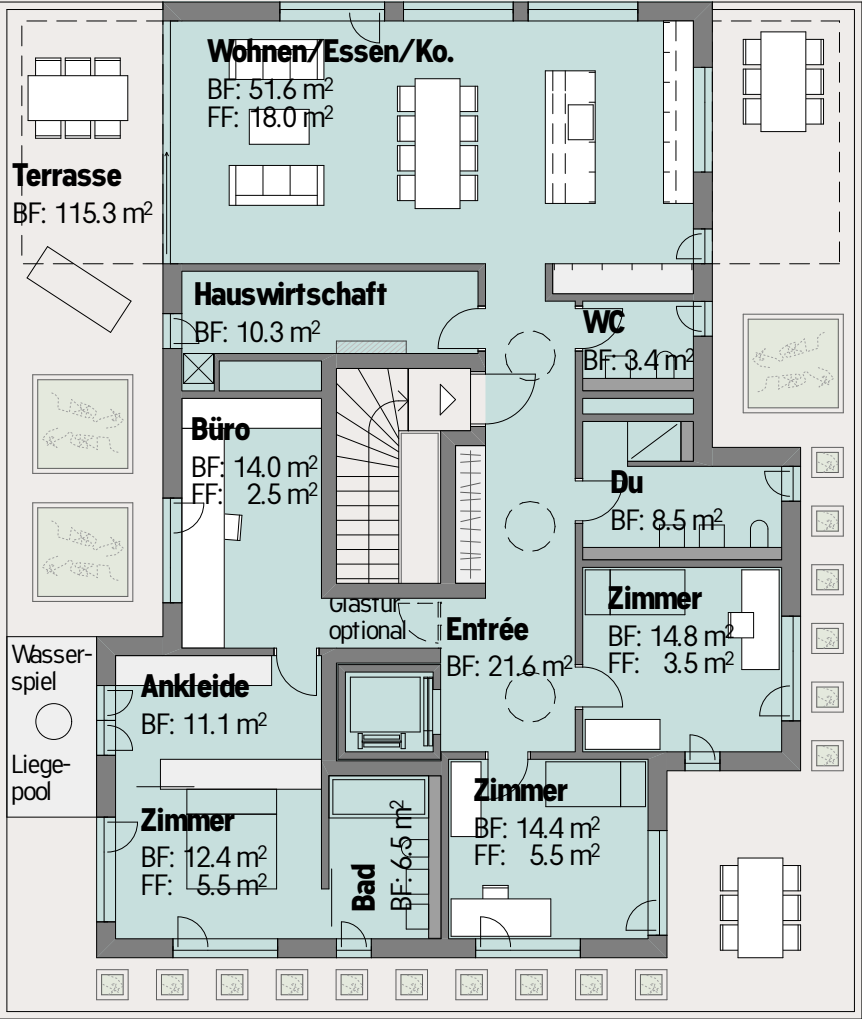 Wohnen/Essen/Ko.
BF: 51.6 m²
FF: 18.0 m²
Terrasse
BF: 115.3 m²
Hauswirtschaft
BF: 10.3 m²
WC
BF: 3.4 m²
Büro
BF: 14.0 m²
FF: 2.5 m²
Du
BF: 8.5 m²
Glastür
optional
Entrée
BF: 21.6 m²
Zimmer
BF: 14.8 m²
FF: 3.5 m²
Wasser-
spiel
Liege-
pool
Ankleide
BF: 11.1 m²
Zimmer
BF: 12.4 m²
FF: 5.5 m²
Bad
BF: 6.5 m²
Zimmer
BF: 14.4 m²
FF: 5.5 m²